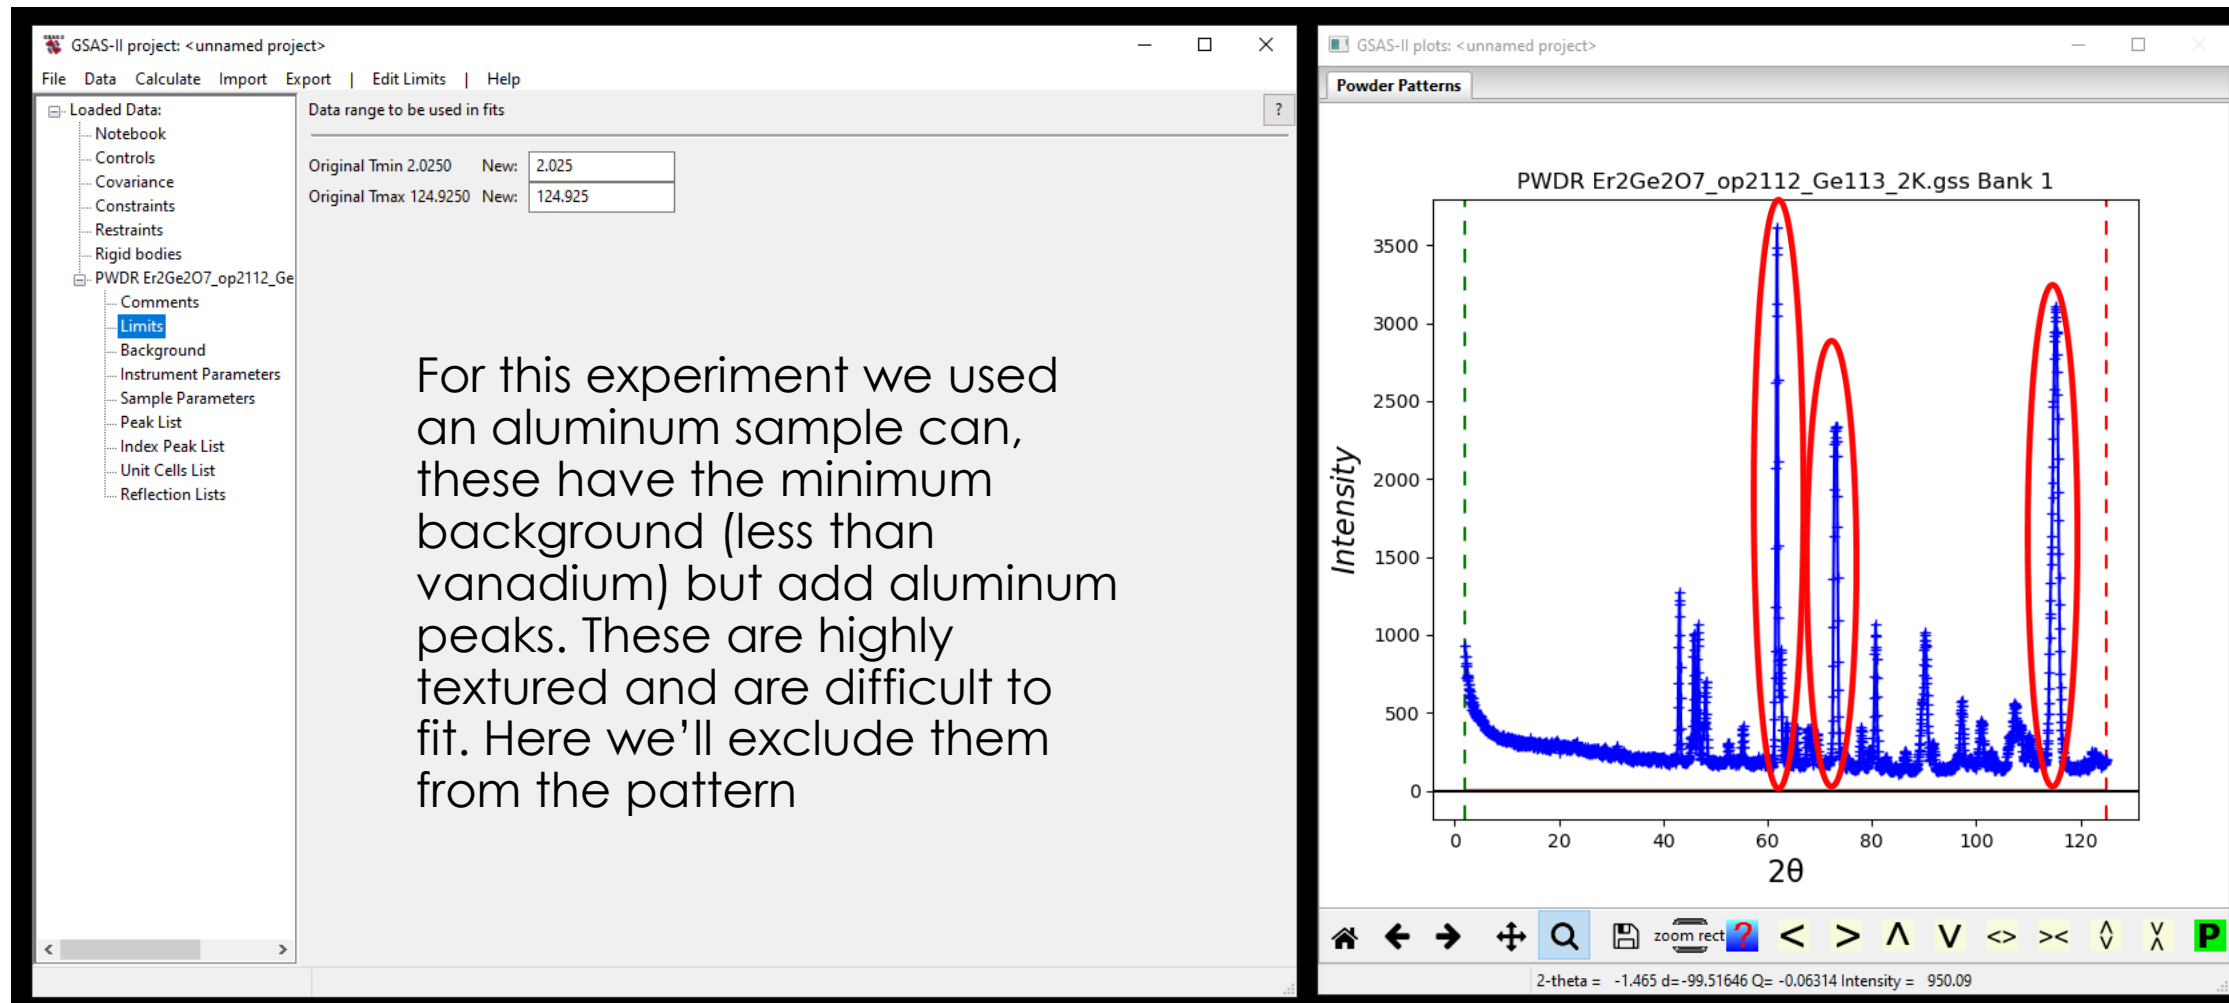 GSAS-II project: <unnamed project>
File Data Calculate Import Export | Edit Limits | Help
Loaded Data:
Notebook
Controls
Covariance
Constraints
Restraints
Rigid bodies
PWDR Er2Ge2O7_op2112_Ge
Comments
Limits
Background
Instrument Parameters
Sample Parameters
Peak List
Index Peak List
Unit Cells List
Reflection Lists
Data range to be used in fits
?
Original Tmin 2.0250 New: 2.025
Original Tmax 124.9250 New: 124.925
For this experiment we used
an aluminum sample can,
these have the minimum
background (less than
vanadium) but add aluminum
peaks. These are highly
textured and are difficult to
fit. Here we'll exclude them
from the pattern
GSAS-II plots: <unnamed project>
Powder Patterns
PWDR Er2Ge2O7_op2112_Ge113_2K.gss Bank 1
Intensity
3500
3000
2500
2000
1500
1000
500
0
0 20 40 60 80 100 120
2θ
zoom rect ? < > Λ V <> >< P
2-theta = -1.465 d=-99.51646 Q= -0.06314 Intensity = 950.09